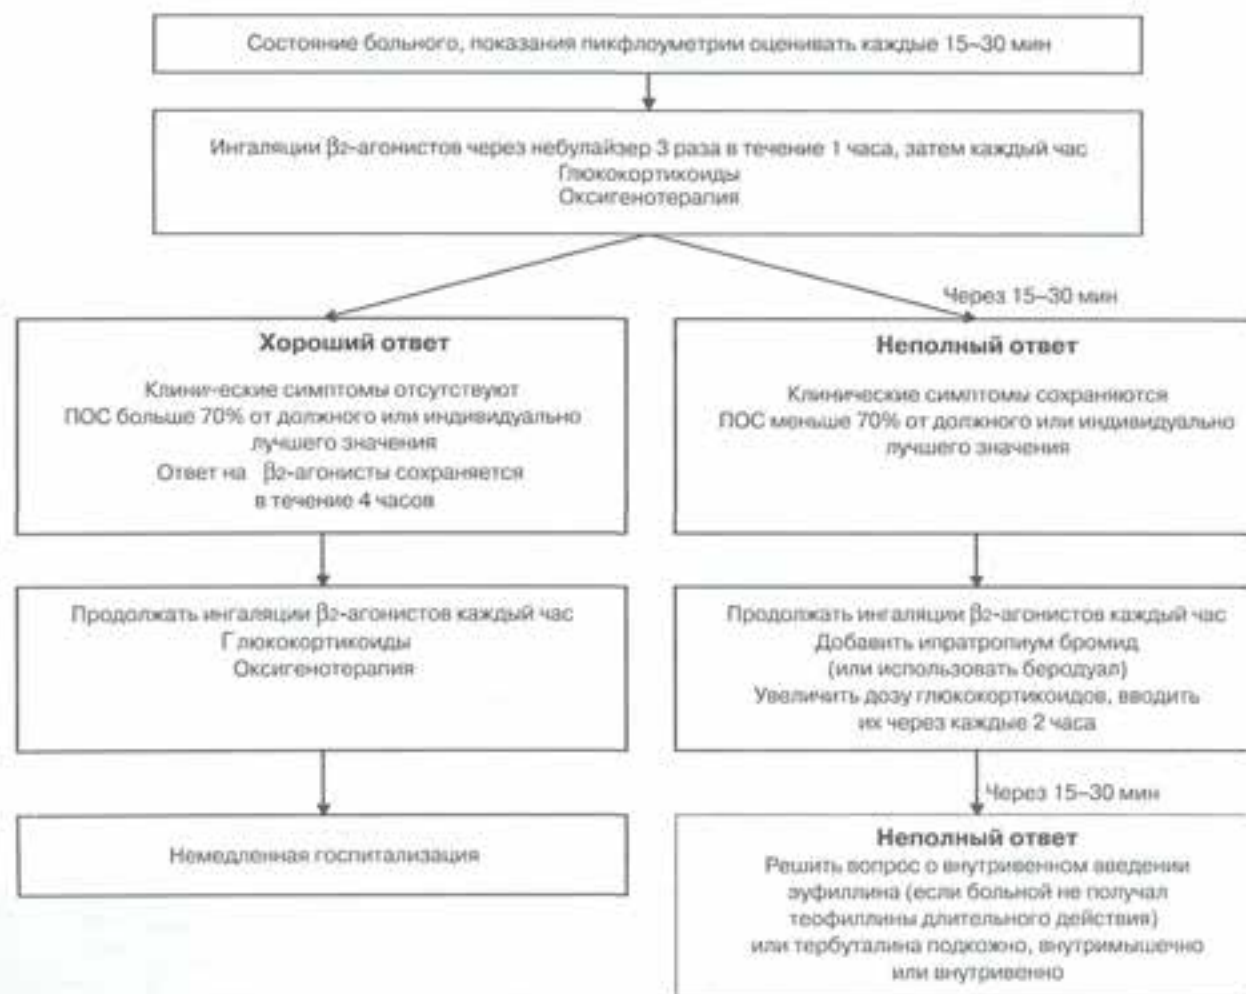 Состояние больного, показания пикфлоуметрии оценивать каждые 15–30 мин
Ингаляции β2-агонистов через небулайзер 3 раза в течение 1 часа, затем каждый час
Глюкокортикоиды
Оксигенотерапия
Через 15–30 мин
Хороший ответ
Клинические симптомы отсутствуют
ПОС больше 70% от должного или индивидуально
лучшего значения
Ответ на β2-агонисты сохраняется
в течение 4 часов
Неполный ответ
Клинические симптомы сохраняются
ПОС меньше 70% от должного или индивидуально
лучшего значения
Продолжать ингаляции β2-агонистов каждый час
Глюкокортикоиды
Оксигенотерапия
Продолжать ингаляции β2-агонистов каждый час
Добавить ипратропиум бромид
(или использовать беродуал)
Увеличить дозу глюкокортикоидов, вводить
их через каждые 2 часа
Через 15–30 мин
Немедленная госпитализация
Неполный ответ
Решить вопрос о внутривенном введении
эуфиллина (если больной не получал
теофиллины длительного действия)
или тербуталина подкожно, внутримышечно
или внутривенно